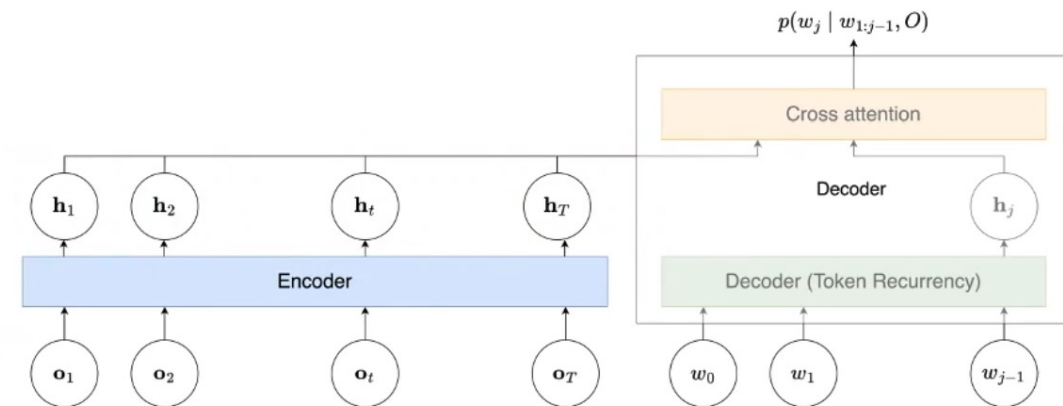 p(w_j | w_{1:j−1}, O)
Cross attention
h_1 h_2 h_t h_T Decoder h_j
Encoder Decoder (Token Recurrency)
o_1 o_2 o_t o_T w_0 w_1 w_{j−1}